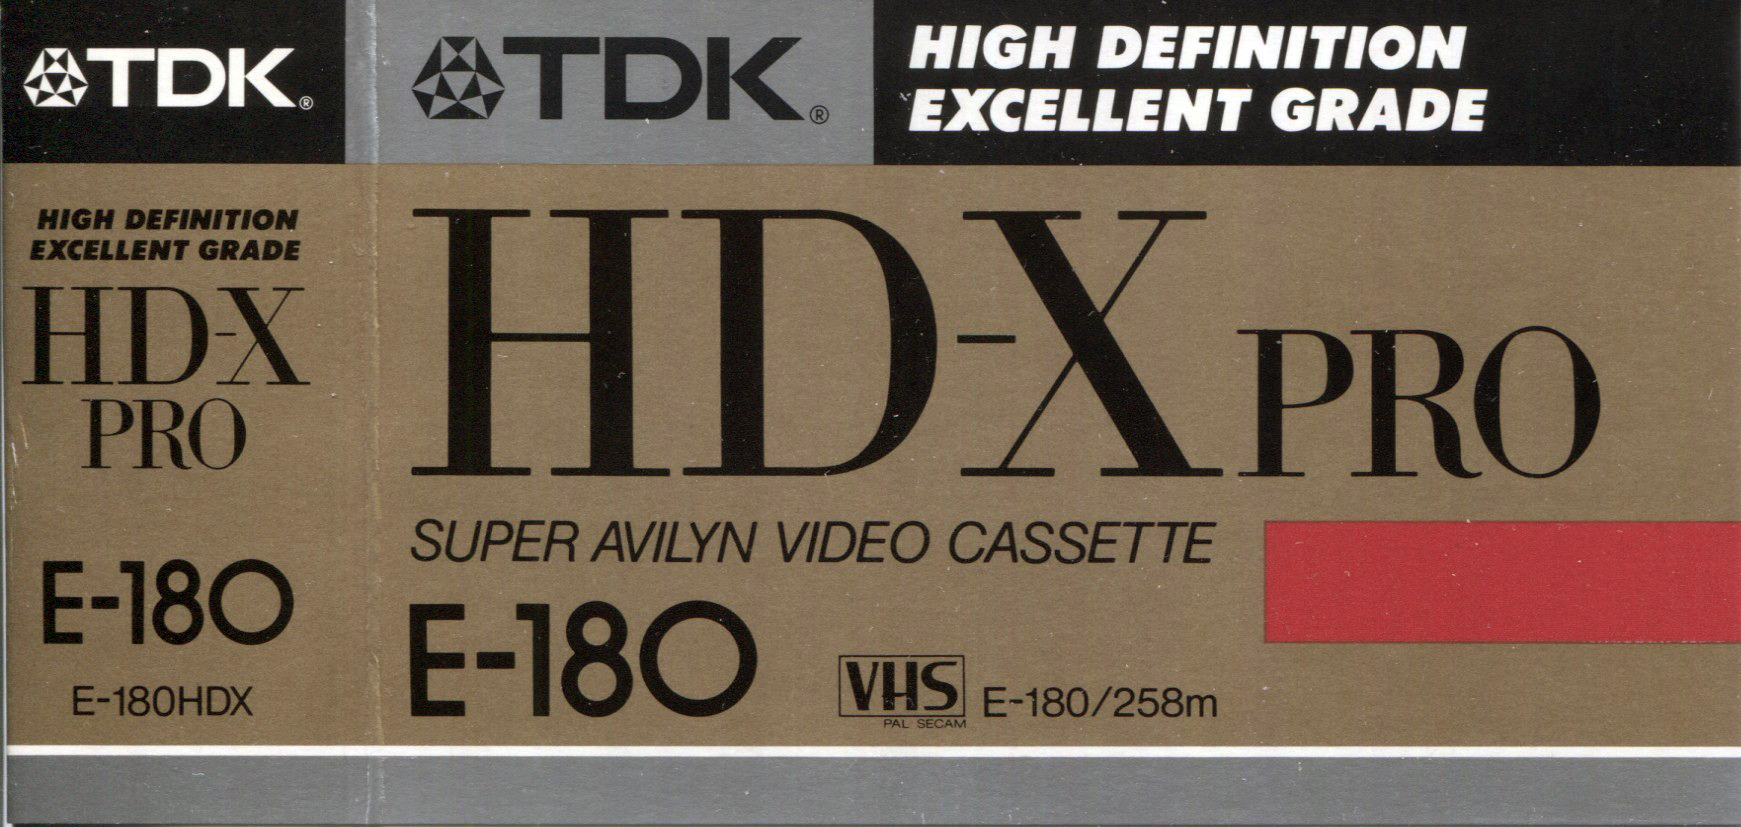 TDK®
HIGH DEFINITION
EXCELLENT GRADE
HD-X
PRO
E-180
E-180HDX
TDK®
HIGH DEFINITION
EXCELLENT GRADE
HD-X PRO
SUPER AVILYN VIDEO CASSETTE
E-180
VHS E-180/258m
PAL SECAM